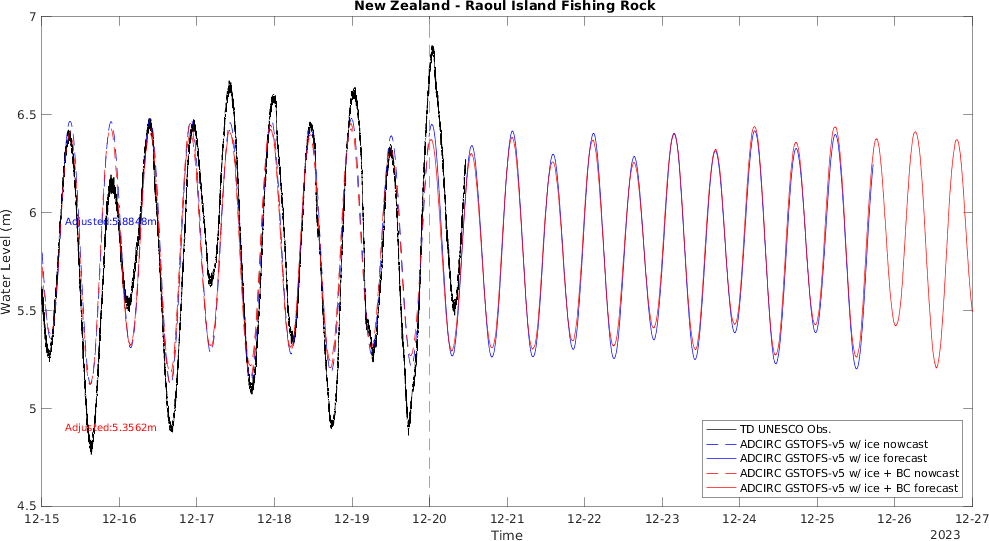 New Zealand - Raoul Island Fishing Rock
7
6.5
6
5.5
5
4.5
Water Level (m)
Adjusted:5.8848m
Adjusted:5.3562m
TD UNESCO Obs.
ADCIRC GSTOFS-v5 w/ ice nowcast
ADCIRC GSTOFS-v5 w/ ice forecast
ADCIRC GSTOFS-v5 w/ ice + BC nowcast
ADCIRC GSTOFS-v5 w/ ice + BC forecast
12-15 12-16 12-17 12-18 12-19 12-20 12-21 12-22 12-23 12-24 12-25 12-26 12-27
Time
2023